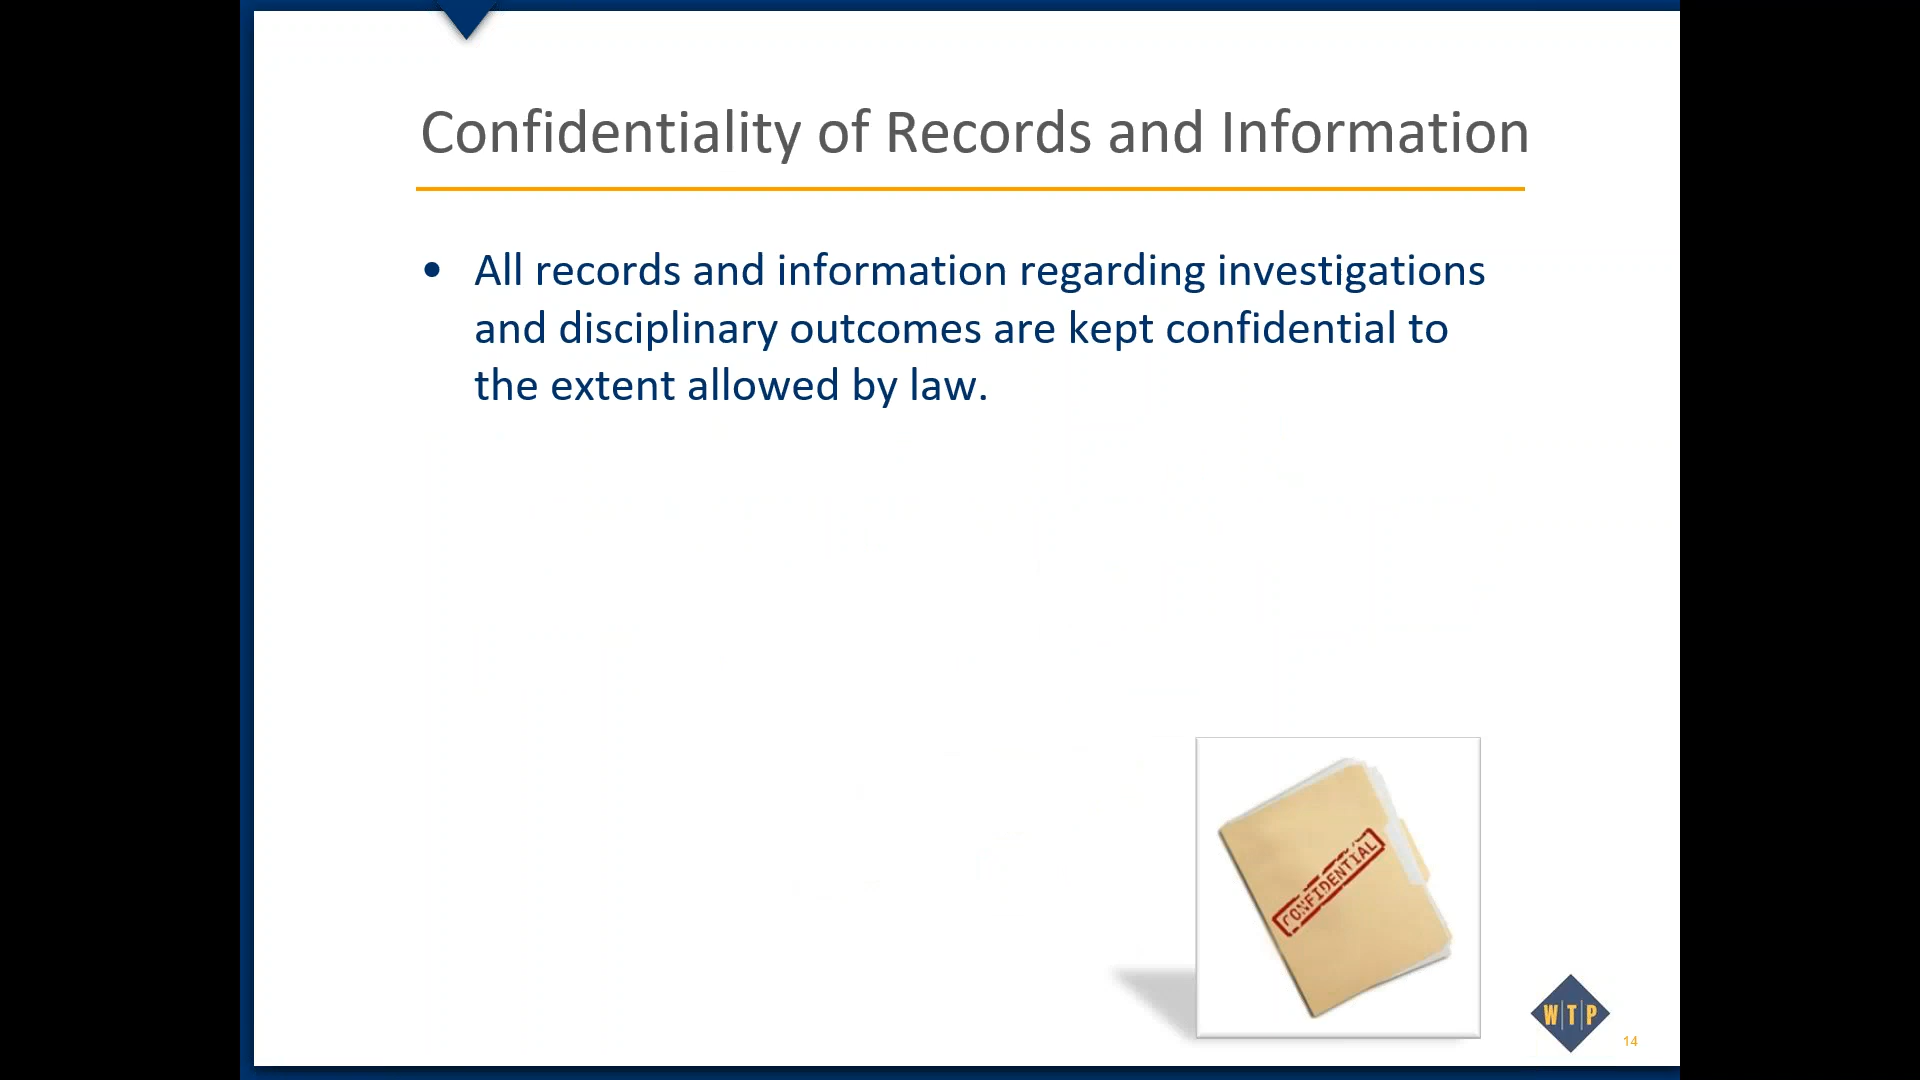 Confidentiality of Records and Information
• All records and information regarding investigations
and disciplinary outcomes are kept confidential to
the extent allowed by law.
CONFIDENTIAL
W|T|P
14